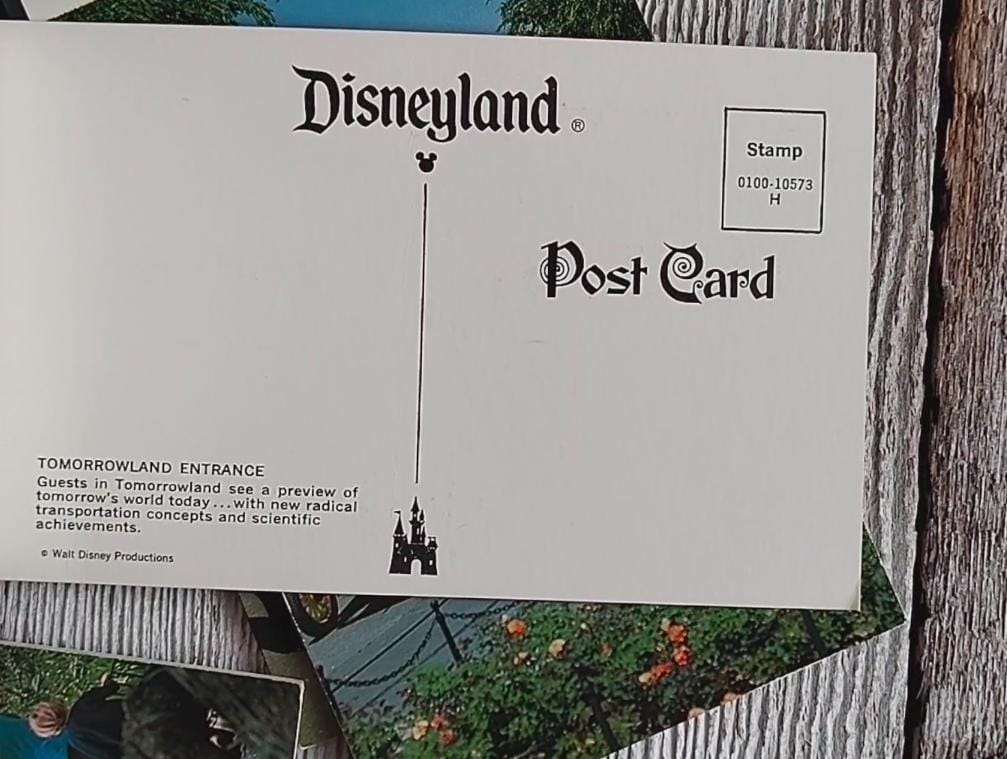 Disneyland ®
Stamp
0100-10573
H
Post Card
TOMORROWLAND ENTRANCE
Guests in Tomorrowland see a preview of
tomorrow's world today...with new radical
transportation concepts and scientific
achievements.
© Walt Disney Productions